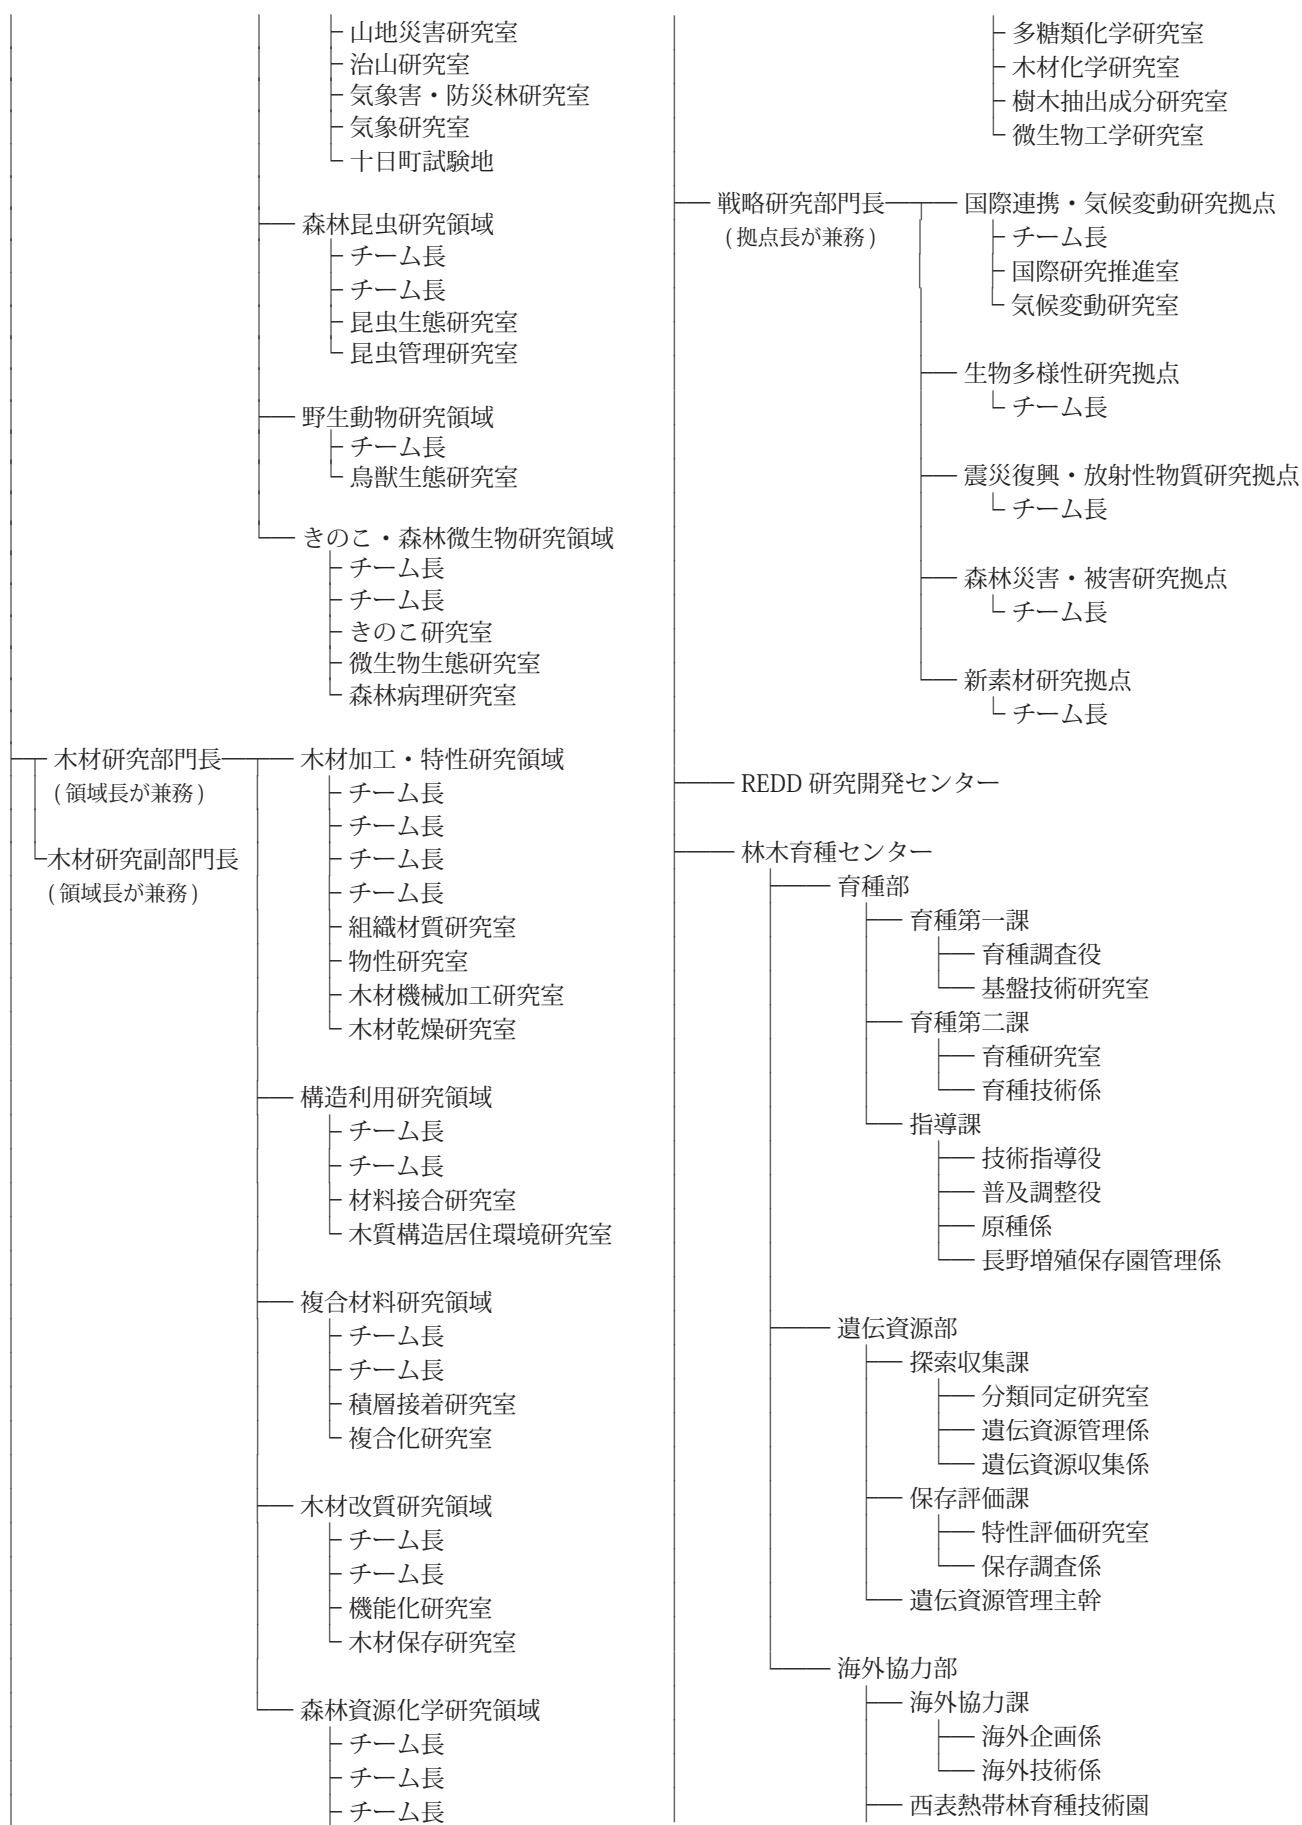 山地災害研究室
治山研究室
気象害・防災林研究室
気象研究室
十日町試験地
森林昆虫研究領域
チーム長
チーム長
昆虫生態研究室
昆虫管理研究室
野生動物研究領域
チーム長
鳥獣生態研究室
きのこ・森林微生物研究領域
チーム長
チーム長
きのこ研究室
微生物生態研究室
森林病理研究室
木材研究部門長
(領域長が兼務)
木材研究副部門長
(領域長が兼務)
木材加工・特性研究領域
チーム長
チーム長
チーム長
チーム長
組織材質研究室
物性研究室
木材機械加工研究室
木材乾燥研究室
構造利用研究領域
チーム長
チーム長
材料接合研究室
木質構造居住環境研究室
複合材料研究領域
チーム長
チーム長
積層接着研究室
複合化研究室
木材改質研究領域
チーム長
チーム長
機能化研究室
木材保存研究室
森林資源化学研究領域
チーム長
チーム長
チーム長
多糖類化学研究室
木材化学研究室
樹木抽出成分研究室
微生物工学研究室
戦略研究部門長
(拠点長が兼務)
国際連携・気候変動研究拠点
チーム長
国際研究推進室
気候変動研究室
生物多様性研究拠点
チーム長
震災復興・放射性物質研究拠点
チーム長
森林災害・被害研究拠点
チーム長
新素材研究拠点
チーム長
REDD 研究開発センター
林木育種センター
育種部
育種第一課
育種調査役
基盤技術研究室
育種第二課
育種研究室
育種技術係
指導課
技術指導役
普及調整役
原種係
長野増殖保存園管理係
遺伝資源部
探索収集課
分類同定研究室
遺伝資源管理係
遺伝資源収集係
保存評価課
特性評価研究室
保存調査係
遺伝資源管理主幹
海外協力部
海外協力課
海外企画係
海外技術係
西表熱帯林育種技術園